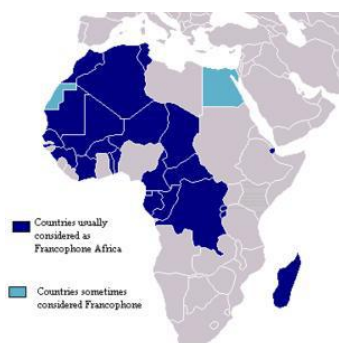 Countries usually
considered as
Francophone Africa
Countries sometimes
considered Francophone